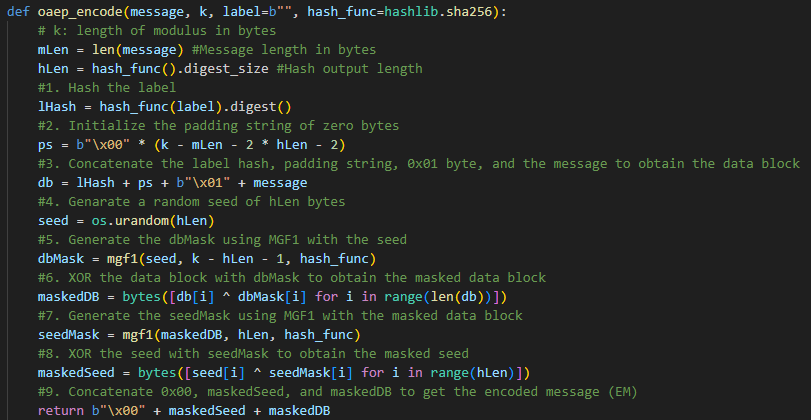 def oaep_encode(message, k, label=b"", hash_func=hashlib.sha256):
    # k: length of modulus in bytes
    mLen = len(message) #Message length in bytes
    hLen = hash_func().digest_size #Hash output length
    #1. Hash the label
    lHash = hash_func(label).digest()
    #2. Initialize the padding string of zero bytes
    ps = b"\x00" * (k - mLen - 2 * hLen - 2)
    #3. Concatenate the label hash, padding string, 0x01 byte, and the message to obtain the data block
    db = lHash + ps + b"\x01" + message
    #4. Genarate a random seed of hLen bytes
    seed = os.urandom(hLen)
    #5. Generate the dbMask using MGF1 with the seed
    dbMask = mgf1(seed, k - hLen - 1, hash_func)
    #6. XOR the data block with dbMask to obtain the masked data block
    maskedDB = bytes([db[i] ^ dbMask[i] for i in range(len(db))])
    #7. Generate the seedMask using MGF1 with the masked data block
    seedMask = mgf1(maskedDB, hLen, hash_func)
    #8. XOR the seed with seedMask to obtain the masked seed
    maskedSeed = bytes([seed[i] ^ seedMask[i] for i in range(hLen)])
    #9. Concatenate 0x00, maskedSeed, and maskedDB to get the encoded message (EM)
    return b"\x00" + maskedSeed + maskedDB